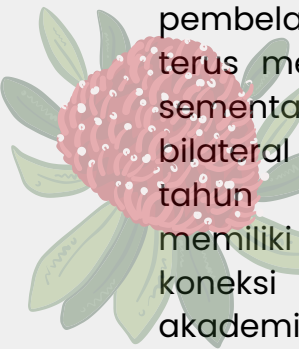 pembela
terus me
sementa
bilateral
tahun
memiliki
koneksi
akademi